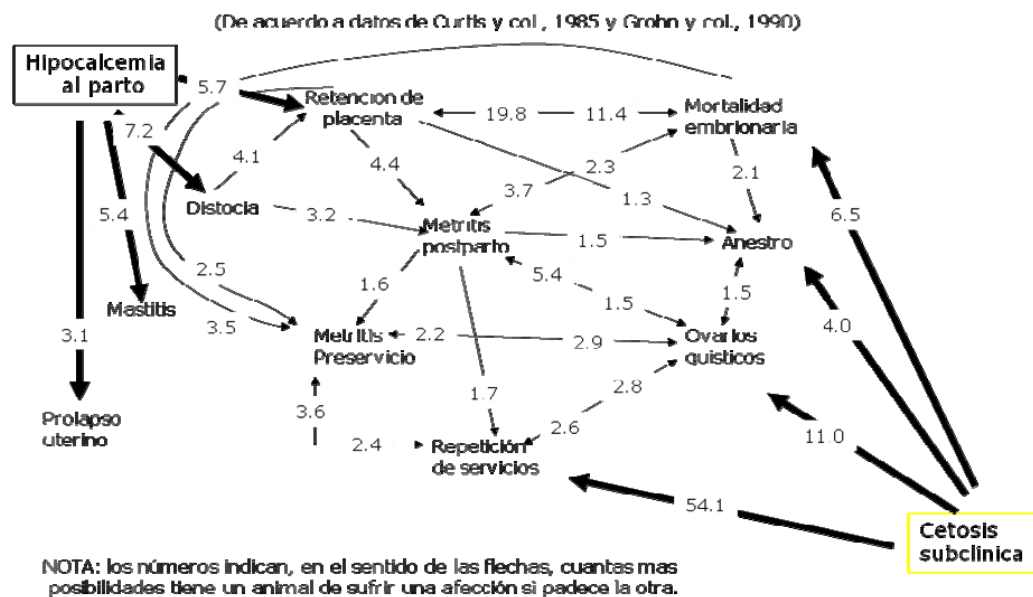 (De acuerdo a datos de Curtis y col., 1985 y Grohn y col., 1990)
Hipocalcemia
al parto
5.7
Retencion de
placenta
19.8
11.4
Mortalidad
embrionaria
7.2
4.1
4.4
2.3
2.1
Distocia
3.7
1.3
6.5
5.4
3.2
Metritis
postparto
1.5
Anestro
2.5
1.6
5.4
1.5
1.5
Mastitis
3.5
4.0
3.1
Metritis
Preservicio
2.2
2.9
Ovarios
quisticos
1.7
2.8
Prolapso
uterino
3.6
2.4
2.6
11.0
Repetición
de servicios
54.1
Cetosis
subclinica
NOTA: los números indican, en el sentido de las flechas, cuantas mas
posibilidades tiene un animal de sufrir una afección si padece la otra.